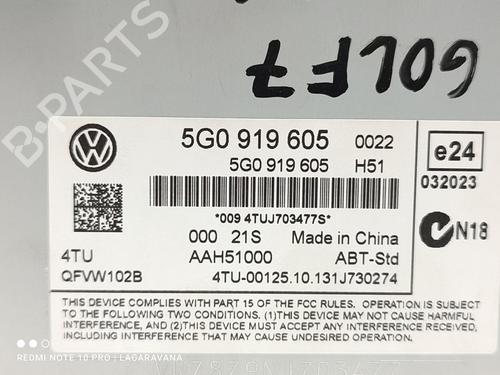 GOLF7
B-PARTS
5G0 919 605 0022
5G0 919 605 H51
e24
032023
*009 4TUJ703477S*
N18
000 21S Made in China
4TU AAH51000 ABT-Std
QFVW102B 4TU-00125.10.131J730274
THIS DEVICE COMPLIES WITH PART 15 OF THE FCC RULES. OPERATION IS SUBJECT
TO THE FOLLOWING TWO CONDITIONS: (1)THIS DEVICE MAY NOT CAUSE HARMFUL
INTERFERENCE, AND (2)THIS DEVICE MUST ACCEPT ANY INTERFERENCE RECEIVED,
INCLUDING INTERFERENCE THAT MAY CAUSE UNDESIRED OPERATION.
REDMI NOTE 10 PRO | LAGARAVANA